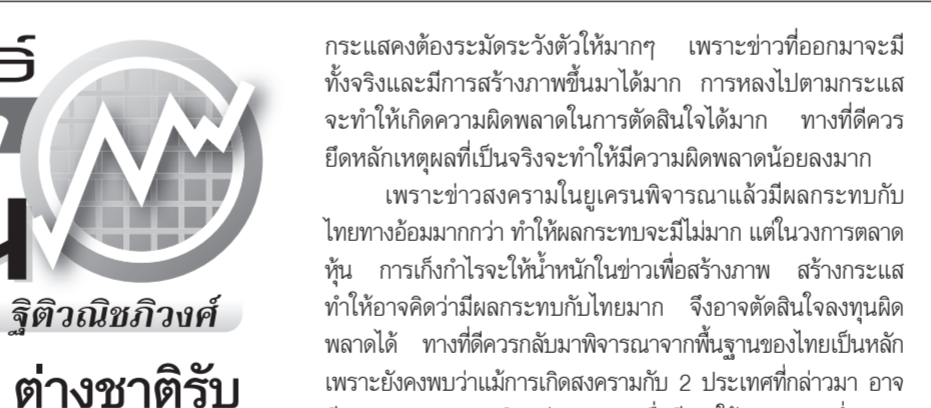 ฐิติวณิชภิวงศ์
ต่างชาติรับ
กระแสคงต้องระมัดระวังตัวให้มากๆ เพราะข่าวที่ออกมาจะมี
ทั้งจริงและมีการสร้างภาพขึ้นมาได้มาก การหลงไปตามกระแส
จะทำให้เกิดความผิดพลาดในการตัดสินใจได้มาก ทางที่ดีควร
ยึดหลักเหตุผลที่เป็นจริงจะทำให้มีความผิดพลาดน้อยลงมาก
เพราะข่าวสงครามในยูเครนพิจารณาแล้วมีผลกระทบกับ
ไทยทางอ้อมมากกว่า ทำให้ผลกระทบจะมีไม่มาก แต่ในวงการตลาด
หุ้น การเก็งกำไรจะให้น้ำหนักในข่าวเพื่อสร้างภาพ สร้างกระแส
ทำให้อาจคิดว่ามีผลกระทบกับไทยมาก จึงอาจตัดสินใจลงทุนผิด
พลาดได้ ทางที่ดีควรกลับมาพิจารณาจากพื้นฐานของไทยเป็นหลัก
เพราะยังคงพบว่าแม้การเกิดสงครามกับ 2 ประเทศที่กล่าวมา อาจ